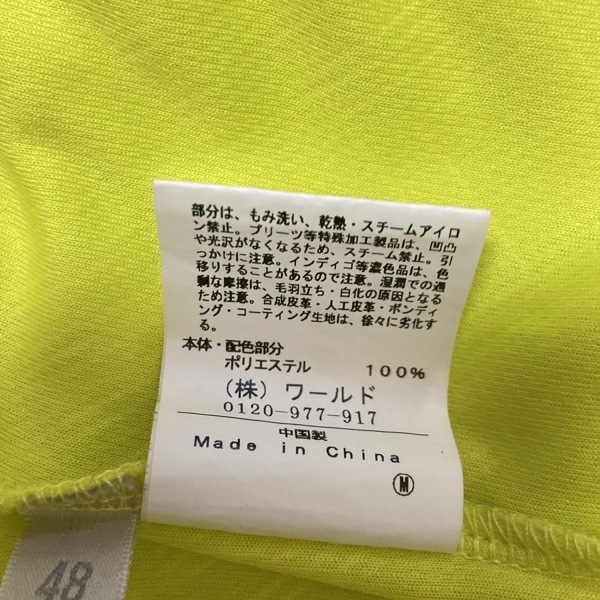 部分は、もみ洗い、乾熱・スチームアイロ
ン禁止。プリーツ等特殊加工製品は、凹凸
や光沢がなくなるため、スチーム禁止。引
っかけに注意。インディゴ等濃色品は、色
移りすることがあるので注意。湿潤での過
剰な摩擦は、毛羽立ち・白化の原因となる
ため注意。合成皮革・人工皮革・ボンディ
ング・コーティング生地は、徐々に劣化す
る。
本体・配色部分
ポリエステル 100%
(株) ワールド
0120-977-917
中国製
Made in China
M
48